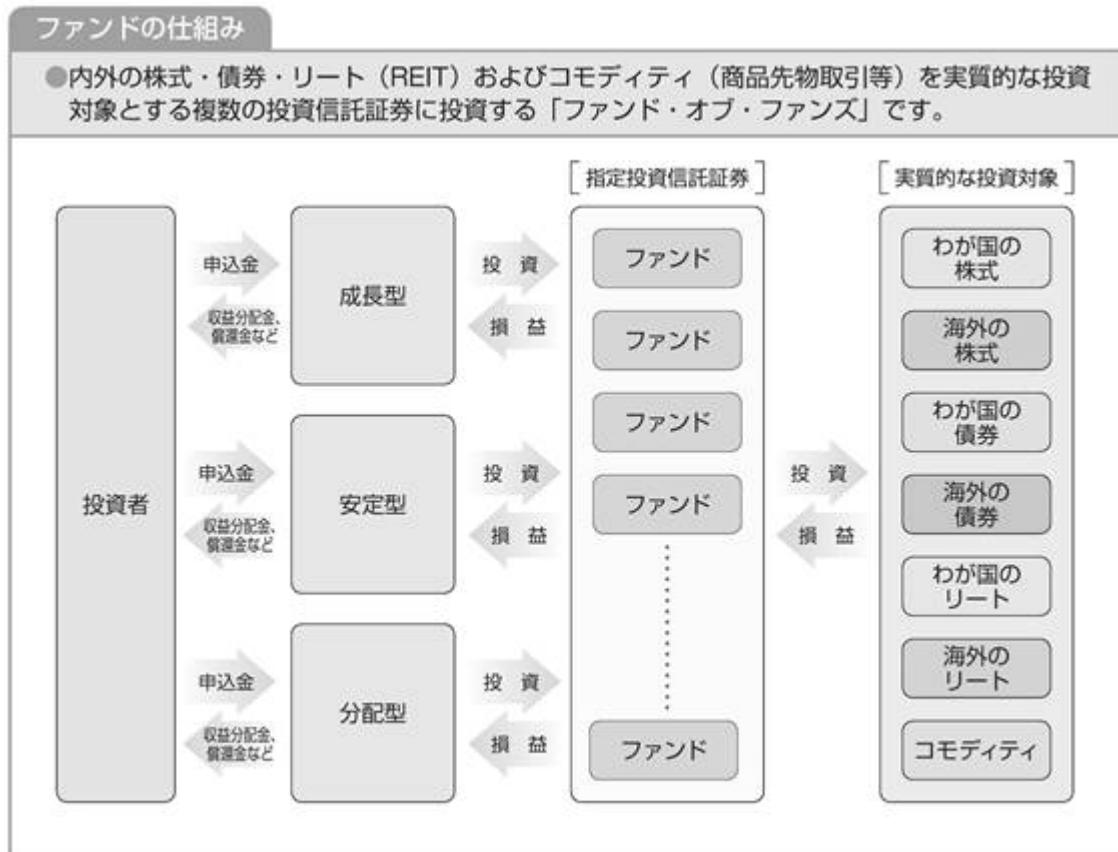 ファンドの仕組み
●内外の株式・債券・リート（REIT）およびコモディティ（商品先物取引等）を実質的な投資
対象とする複数の投資信託証券に投資する「ファンド・オブ・ファンズ」です。
指定投資信託証券
実質的な投資対象
投資者
申込金
収益分配金、
償還金など
成長型
投 資
損 益
申込金
収益分配金、
償還金など
安定型
投 資
損 益
申込金
収益分配金、
償還金など
分配型
投 資
損 益
ファンド
ファンド
ファンド
ファンド
ファンド
投 資
損 益
わが国の
株式
海外の
株式
わが国の
債券
海外の
債券
わが国の
リート
海外の
リート
コモディティ